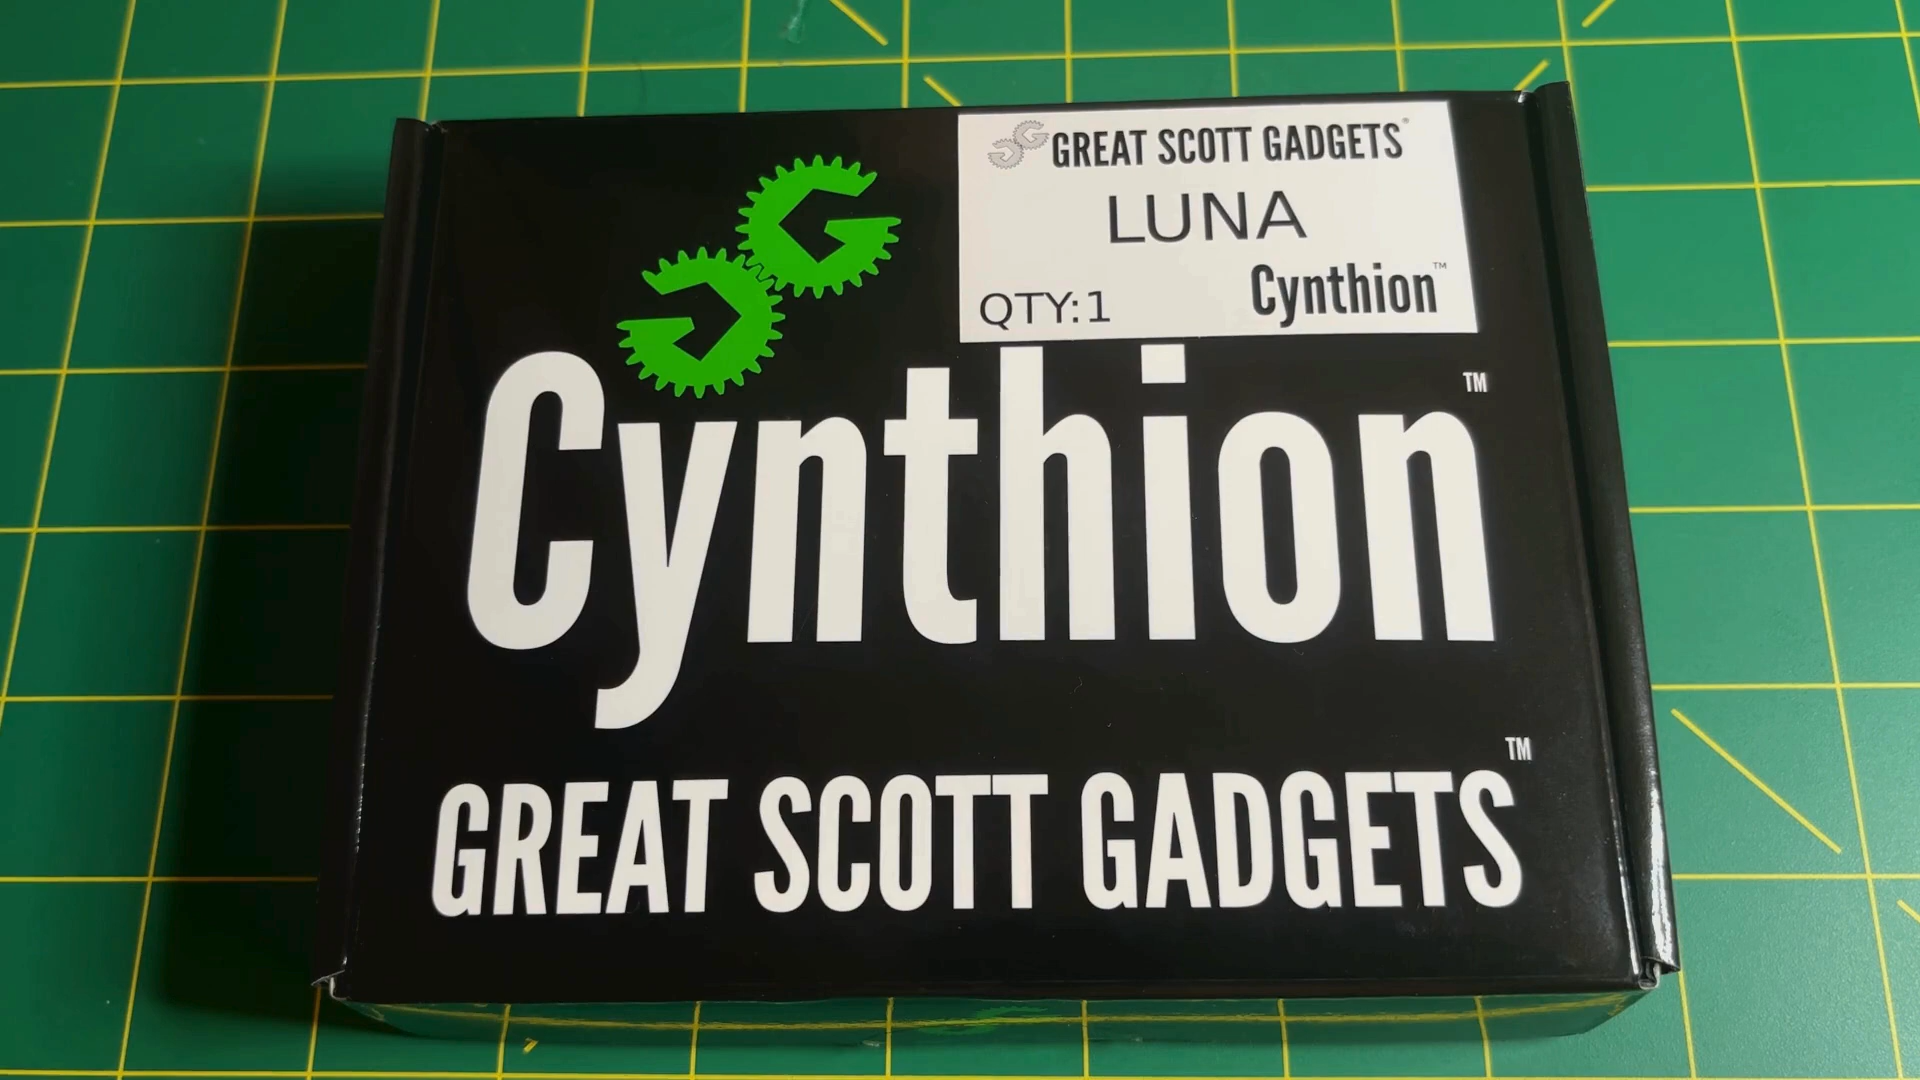 GREAT SCOTT GADGETS®
LUNA
QTY:1 Cynthion™
Cynthion™
GREAT SCOTT GADGETS™